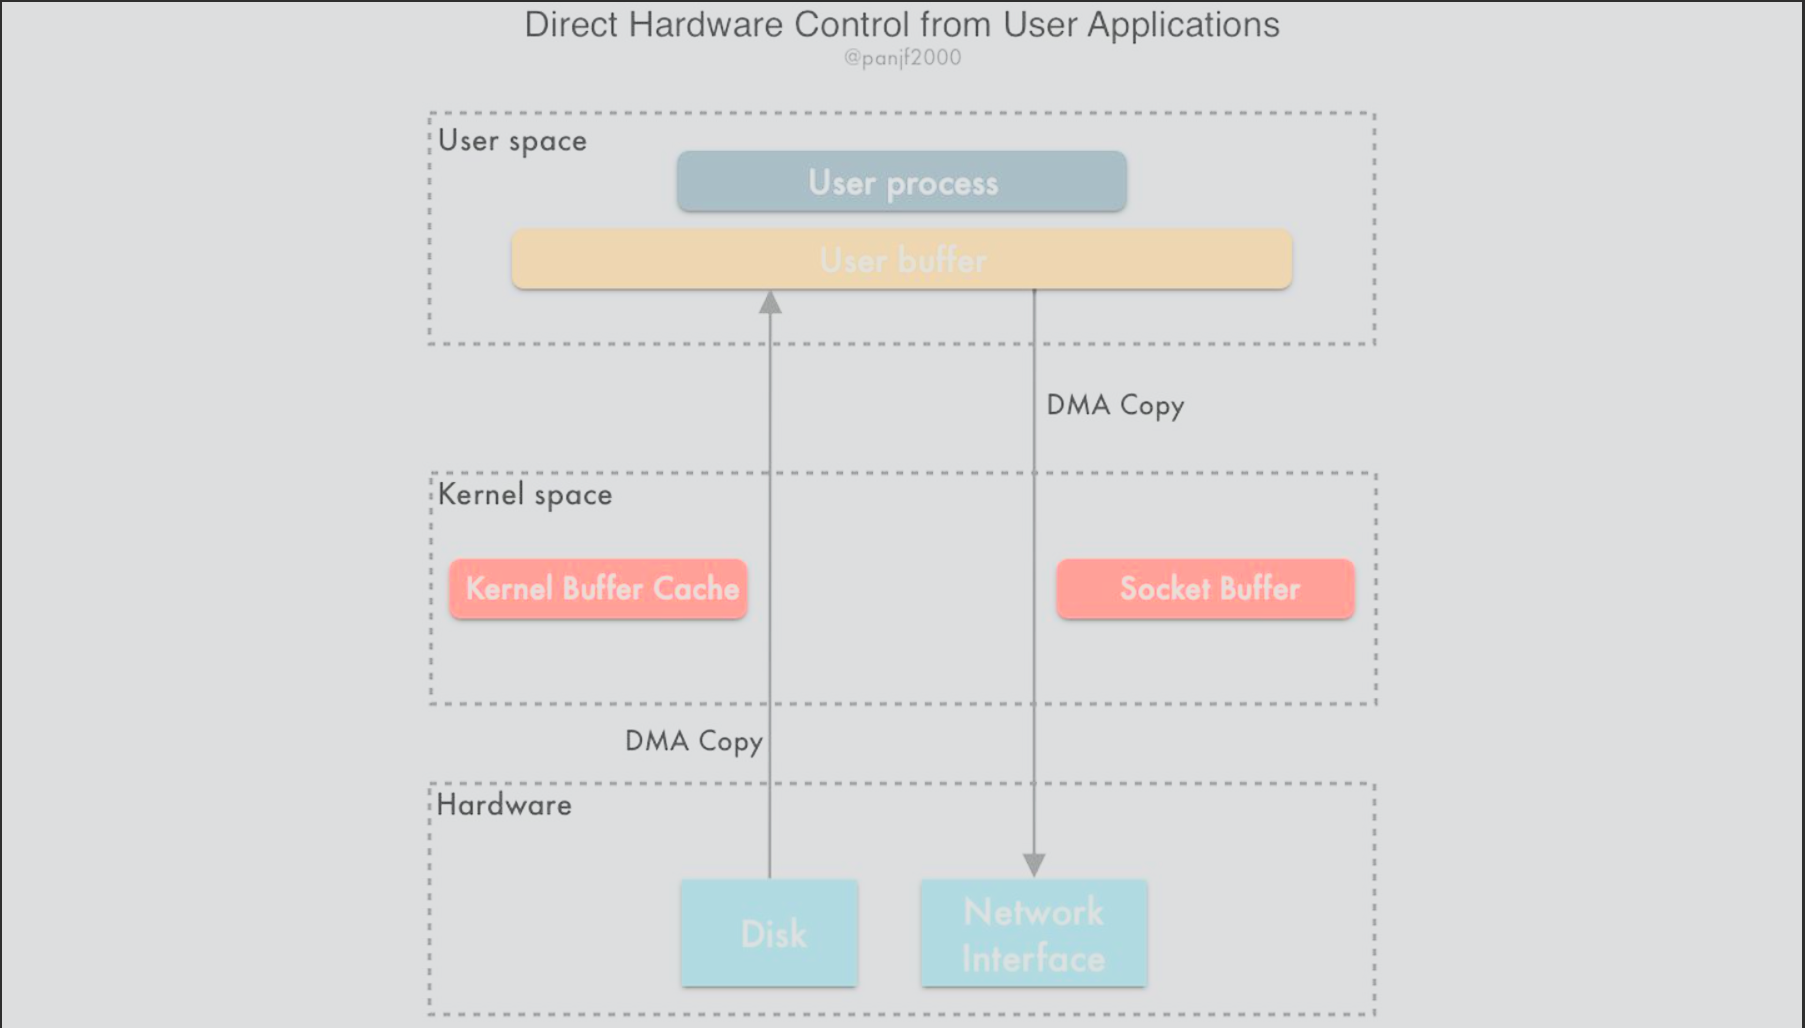 Direct Hardware Control from User Applications
@panjf2000
User space
User process
User buffer
DMA Copy
Kernel space
Kernel Buffer Cache
Socket Buffer
DMA Copy
Hardware
Disk
Network
Interface